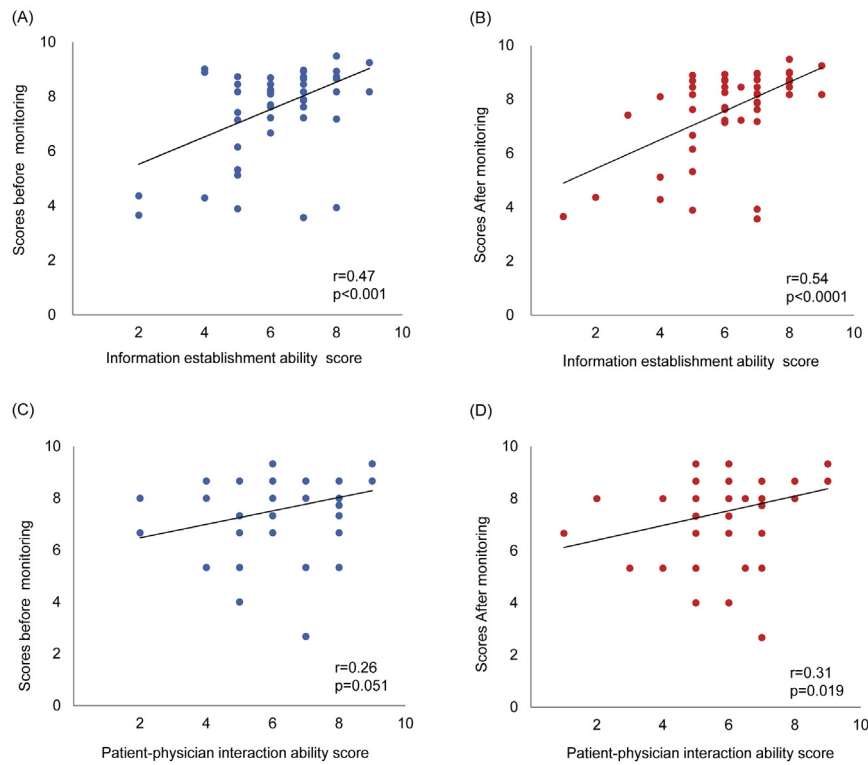 (A)
10
8
6
4
2
0
Scores before monitoring
r=0.47
p<0.001
2 4 6 8 10
Information establishment ability score
(B)
10
8
6
4
2
0
Scores After monitoring
r=0.54
p<0.0001
2 4 6 8 10
Information establishment ability score
(C)
10
8
6
4
2
0
Scores before monitoring
r=0.26
p=0.051
2 4 6 8 10
Patient-physician interaction ability score
(D)
10
8
6
4
2
0
Scores After monitoring
r=0.31
p=0.019
2 4 6 8 10
Patient-physician interaction ability score